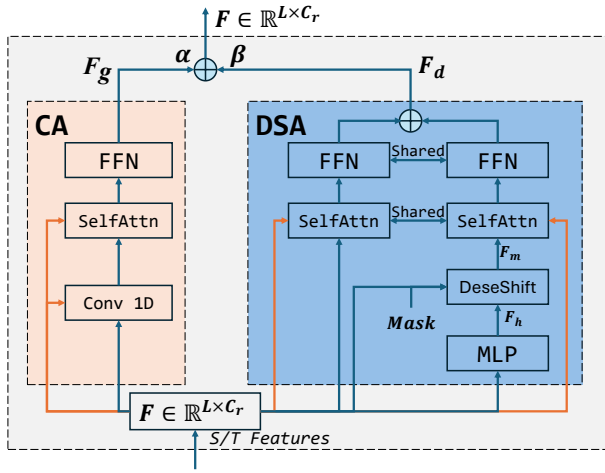 F ∈ ℝ^{L×C_r}
α
β
F_g
F_d
CA
DSA
FFN
FFN
Shared
FFN
SelfAttn
SelfAttn
Shared
SelfAttn
F_m
Conv 1D
DeseShift
Mask
F_h
MLP
F ∈ ℝ^{L×C_r}
S/T Features